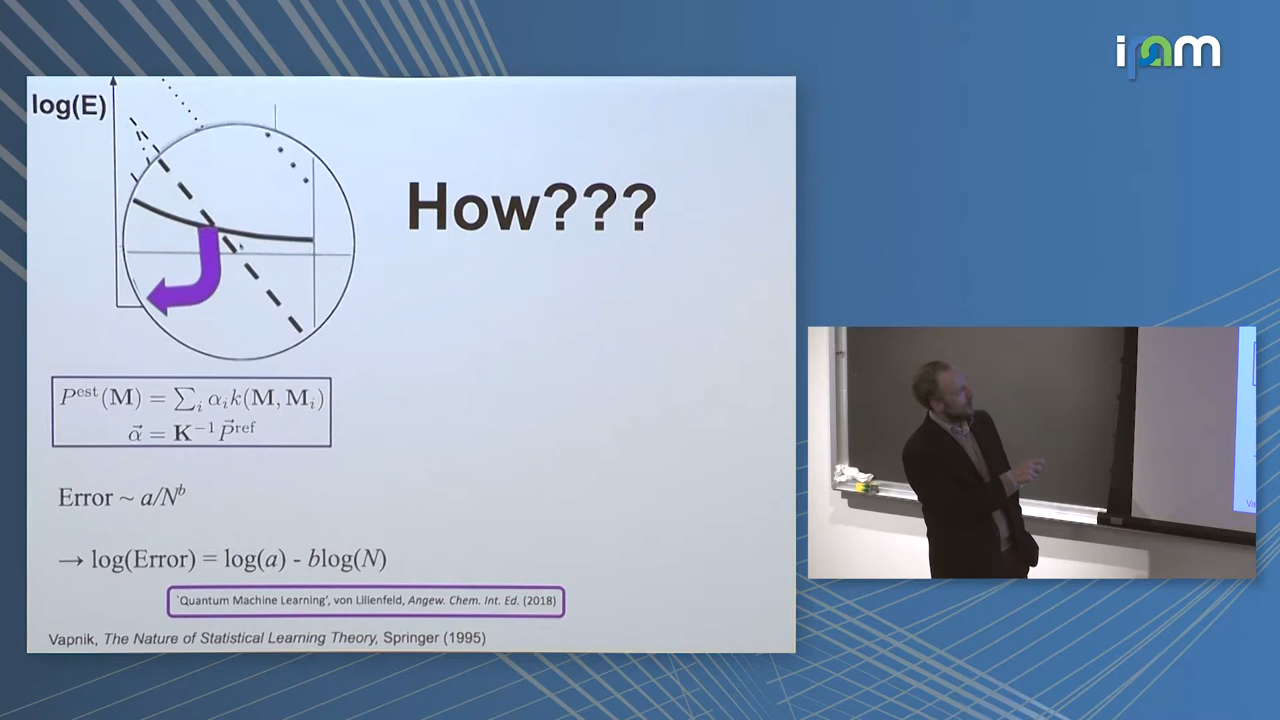 ipam
log(E)
How???
P^est(M) = ∑_i α_i k(M, M_i)
α⃗ = K^−1 P⃗^ref
Error ~ a/N^b
→ log(Error) = log(a) - blog(N)
`Quantum Machine Learning', von Lilienfeld, Angew. Chem. Int. Ed. (2018)
Vapnik, The Nature of Statistical Learning Theory, Springer (1995)
Va